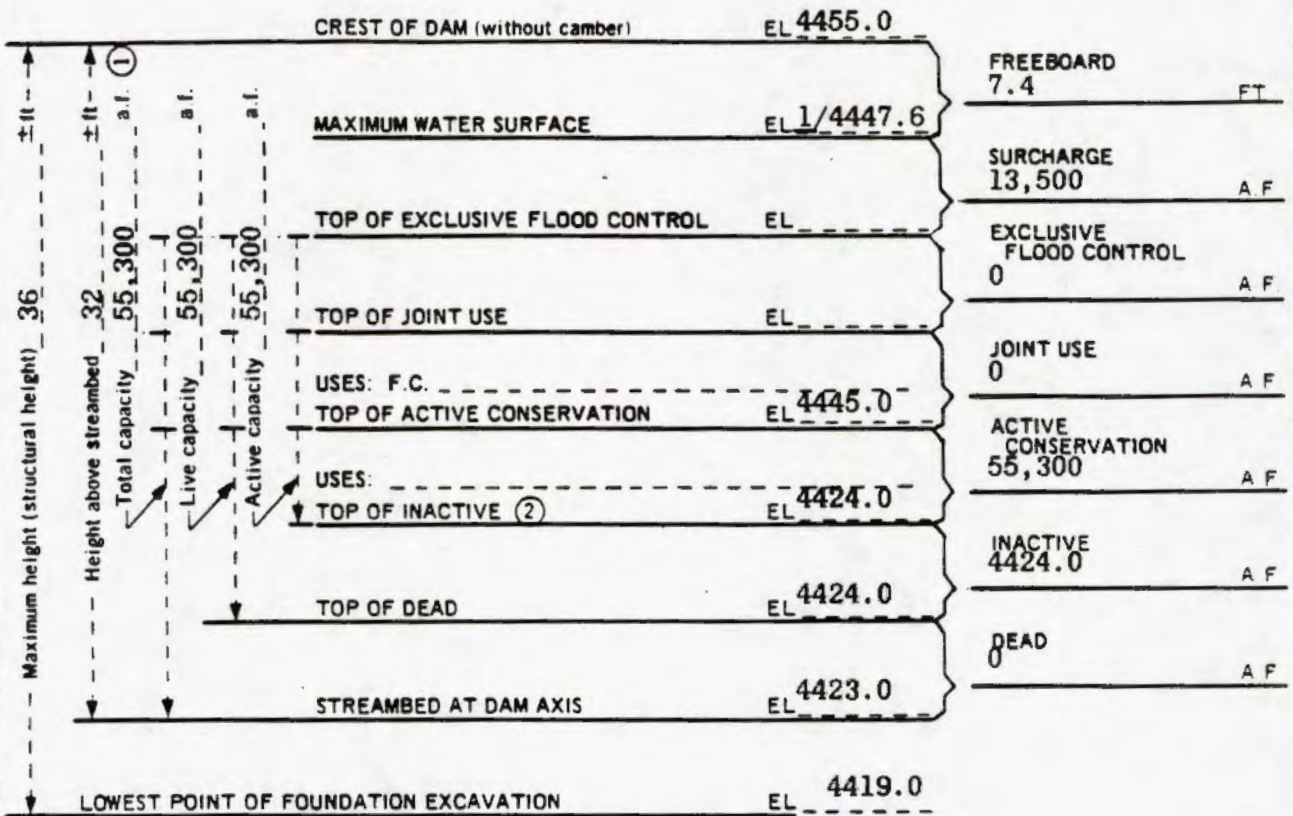 CREST OF DAM (without camber) EL 4455.0
FREEBOARD
7.4 FT
MAXIMUM WATER SURFACE EL 1/4447.6
SURCHARGE
13,500 A.F
TOP OF EXCLUSIVE FLOOD CONTROL EL
EXCLUSIVE
FLOOD CONTROL
0 A F.
TOP OF JOINT USE EL
JOINT USE
0 A F
USES: F.C.
TOP OF ACTIVE CONSERVATION EL 4445.0
ACTIVE
CONSERVATION
55,300 A F
USES:
TOP OF INACTIVE ② EL 4424.0
INACTIVE
4424.0 A F
TOP OF DEAD EL 4424.0
DEAD
0 A F
STREAMBED AT DAM AXIS EL 4423.0
LOWEST POINT OF FOUNDATION EXCAVATION EL 4419.0
Maximum height (structural height) 36 ± ft
Height above streambed 32 ± ft
Total capacity 55,300 a.f. ①
Live capacity 55,300 a.f.
Active capacity 55,300 a.f.